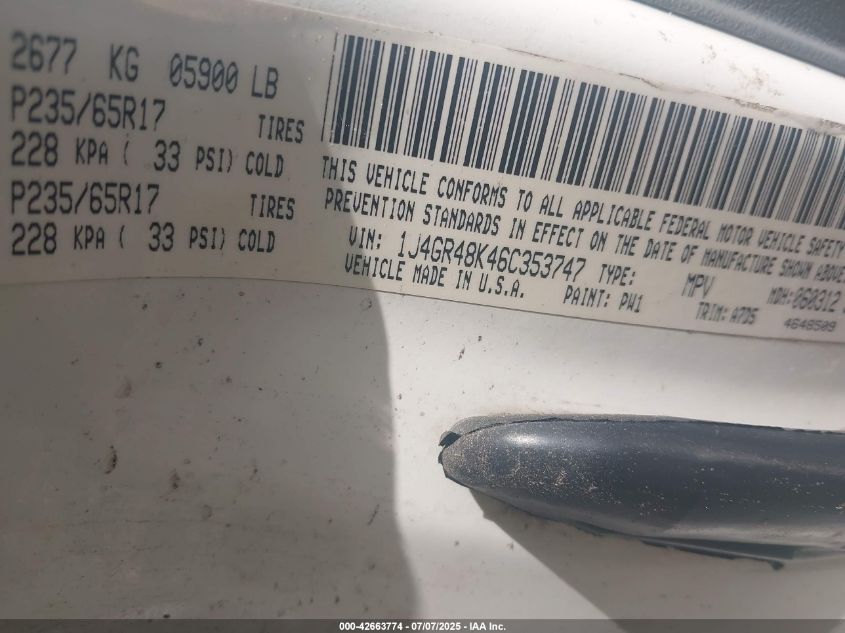 2677 KG 05900 LB
P235/65R17 TIRES
228 KPA ( 33 PSI) COLD
P235/65R17 TIRES
228 KPA ( 33 PSI) COLD
THIS VEHICLE CONFORMS TO ALL APPLICABLE FEDERAL MOTOR VEHICLE SAFETY
PREVENTION STANDARDS IN EFFECT ON THE DATE OF MANUFACTURE SHOWN ABOVE
VIN: 1J4GR48K46C353747 TYPE: MPV MDH:060312
VEHICLE MADE IN U.S.A. PAINT: PW1 TRIM: A7D5 4648509
000-42663774 - 07/07/2025 - IAA Inc.